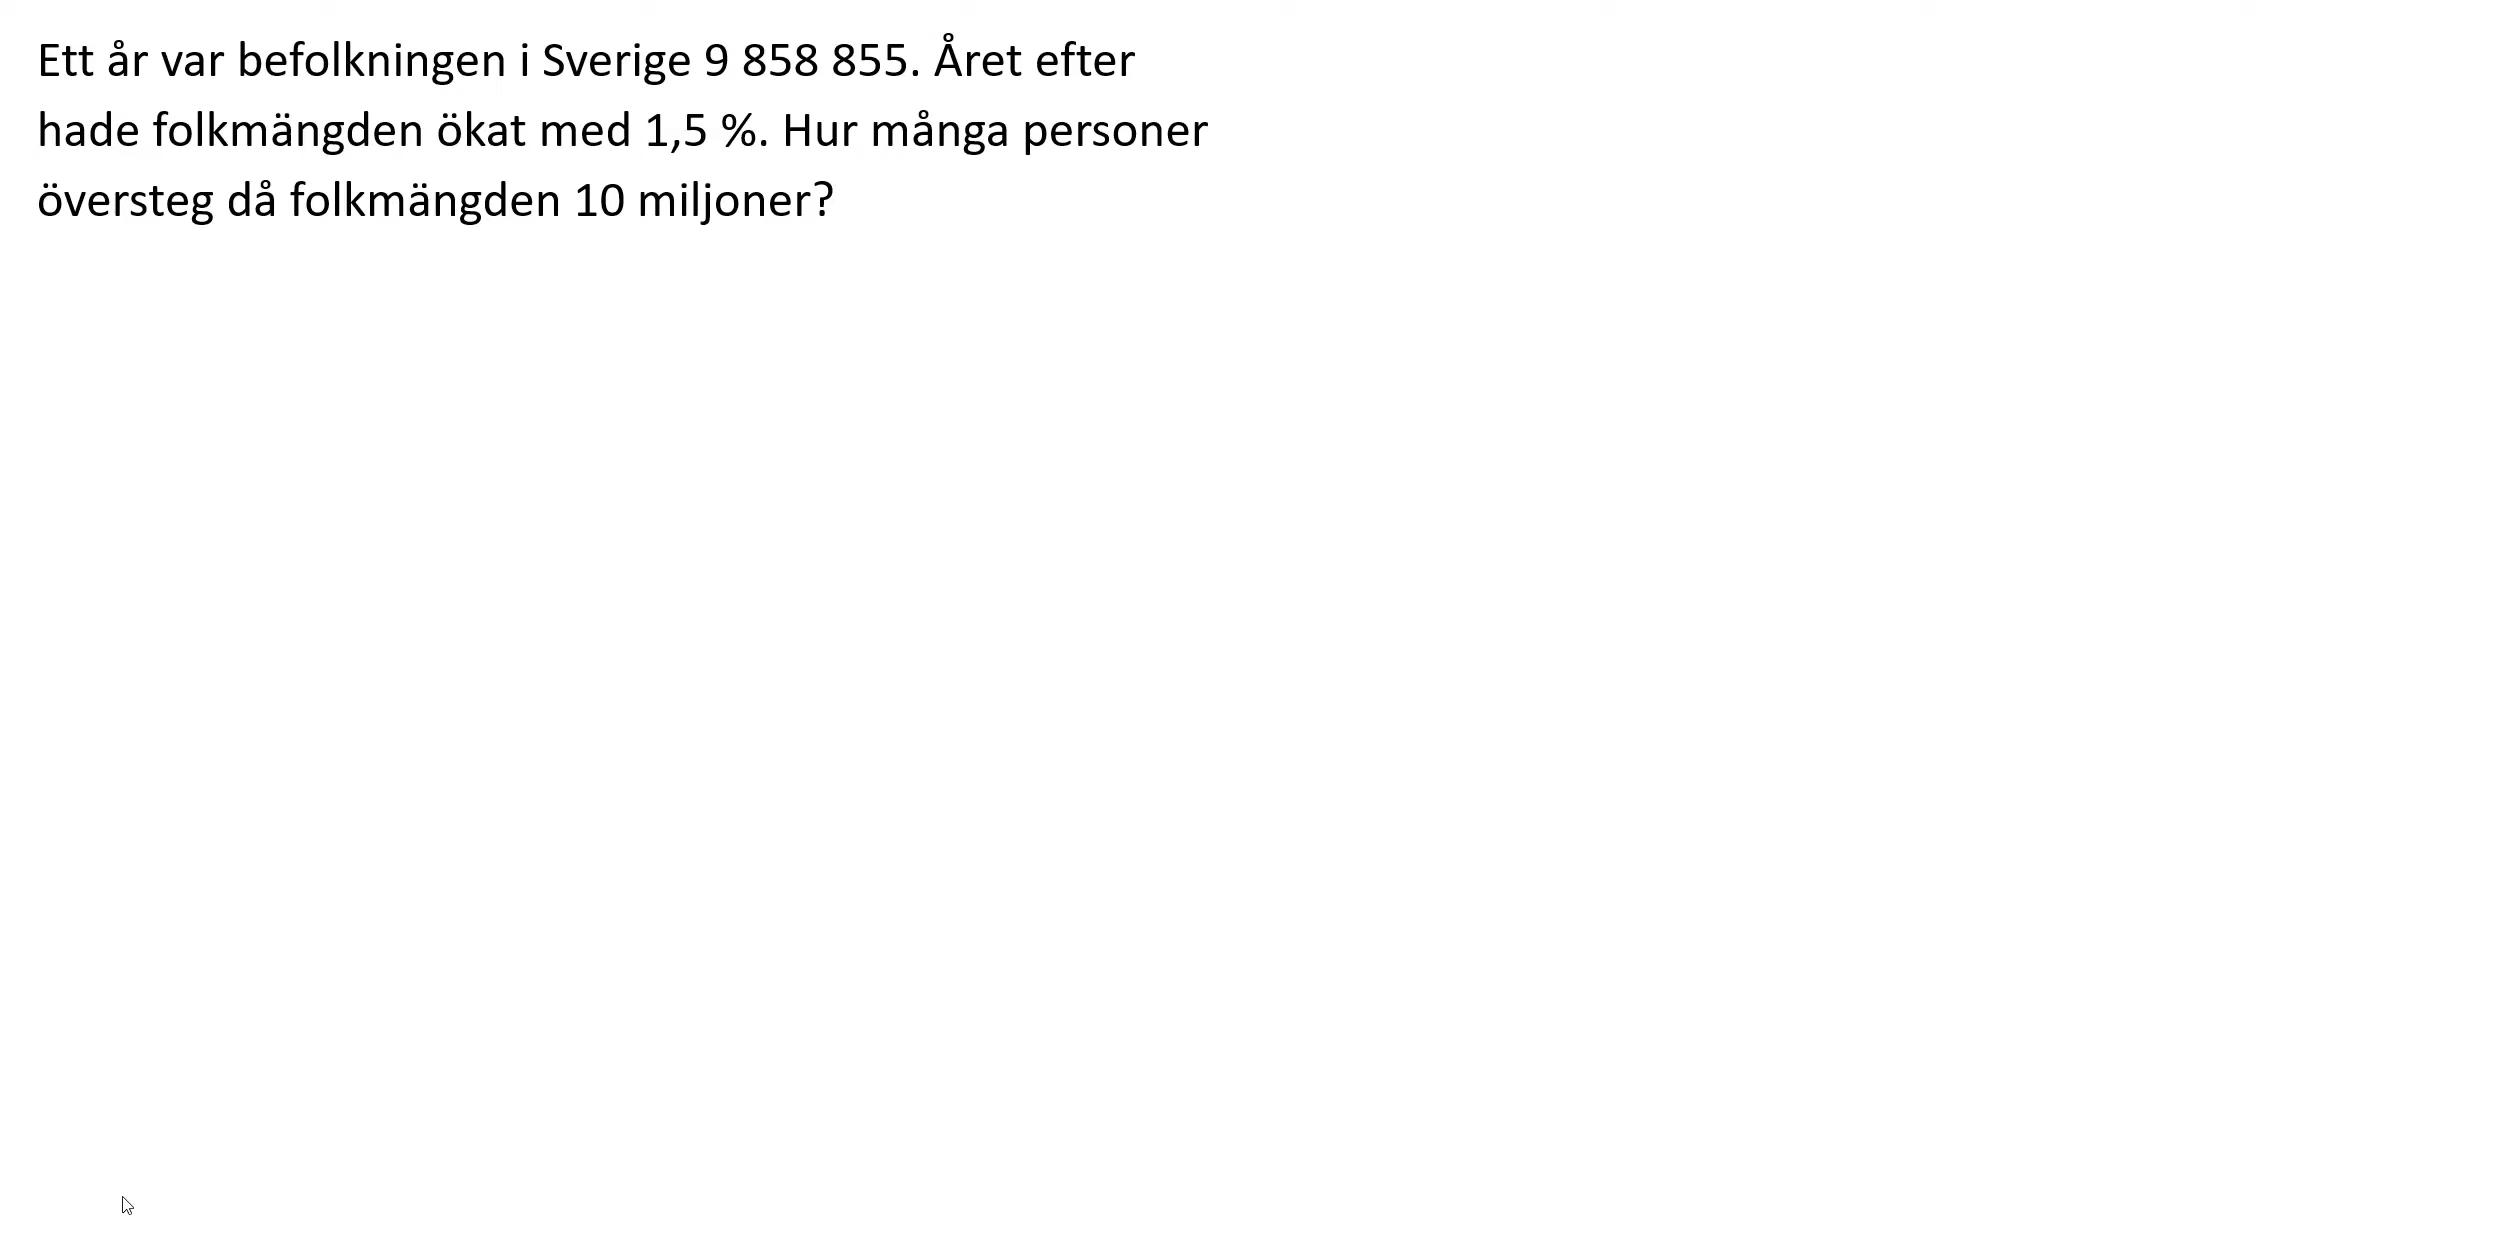 Ett år var befolkningen i Sverige 9 858 855. Året efter
hade folkmängden ökat med 1,5 %. Hur många personer
översteg då folkmängden 10 miljoner?